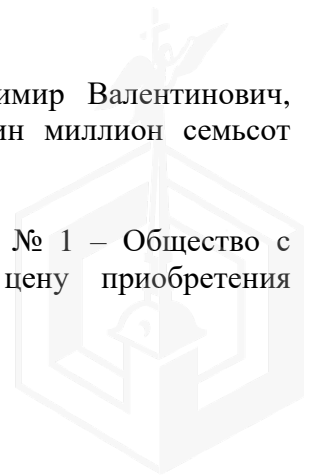 имир Валентинович,
ин миллион семьсот
№ 1 – Общество с
цену приобретения